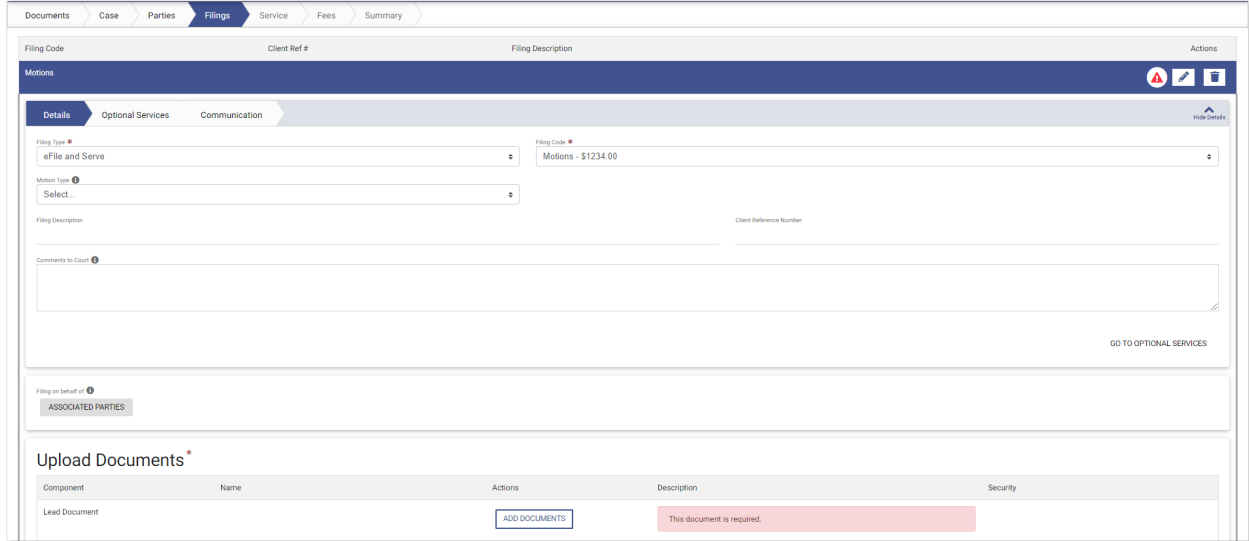 Documents Case Parties Filings Service Fees Summary
Filing Code Client Ref # Filing Description Actions
Motions
Details Optional Services Communication Hide Details
Filing Type * Filing Code *
eFile and Serve Motions - $1234.00
Motion Type
Select...
Filing Description Client Reference Number
Comments to Court
GO TO OPTIONAL SERVICES
Filing on behalf of
ASSOCIATED PARTIES
Upload Documents*
Component Name Actions Description Security
Lead Document ADD DOCUMENTS This document is required.